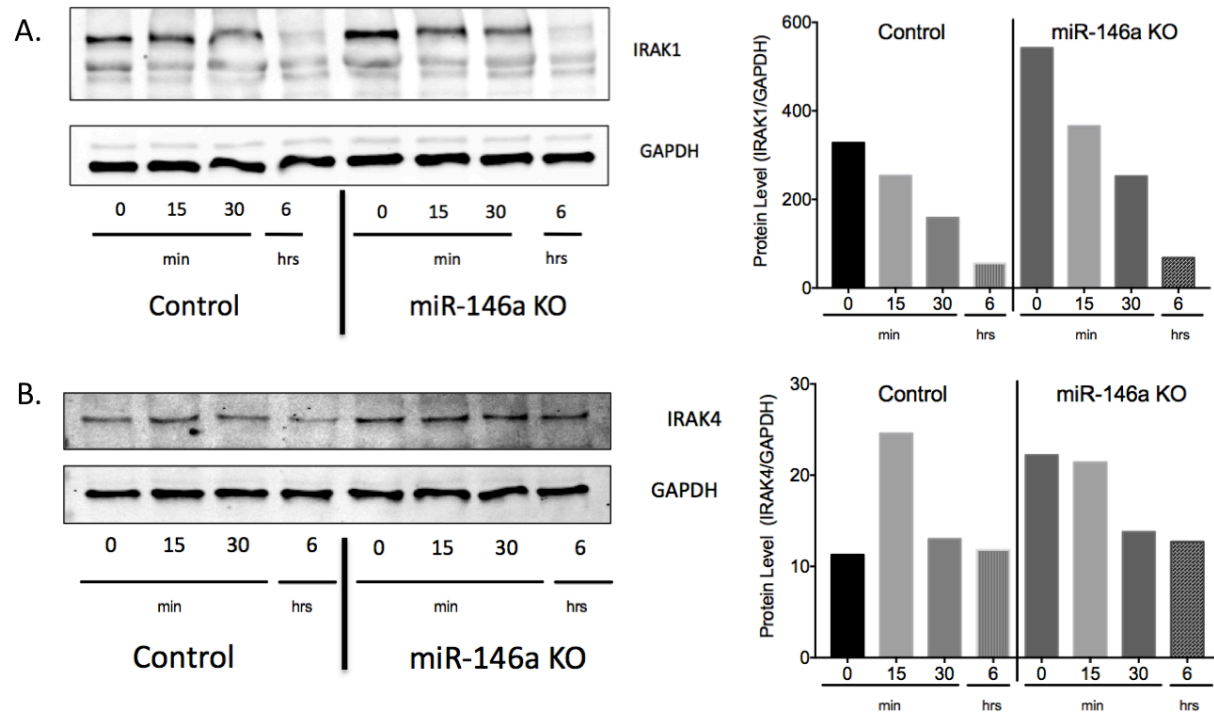 A.
IRAK1
GAPDH
0 15 30 6 0 15 30 6
min hrs min hrs
Control miR-146a KO
Protein Level (IRAK1/GAPDH)
600
400
200
0
Control miR-146a KO
0 15 30 6 0 15 30 6
min hrs min hrs
B.
IRAK4
GAPDH
0 15 30 6 0 15 30 6
min hrs min hrs
Control miR-146a KO
Protein Level (IRAK4/GAPDH)
30
20
10
0
Control miR-146a KO
0 15 30 6 0 15 30 6
min hrs min hrs